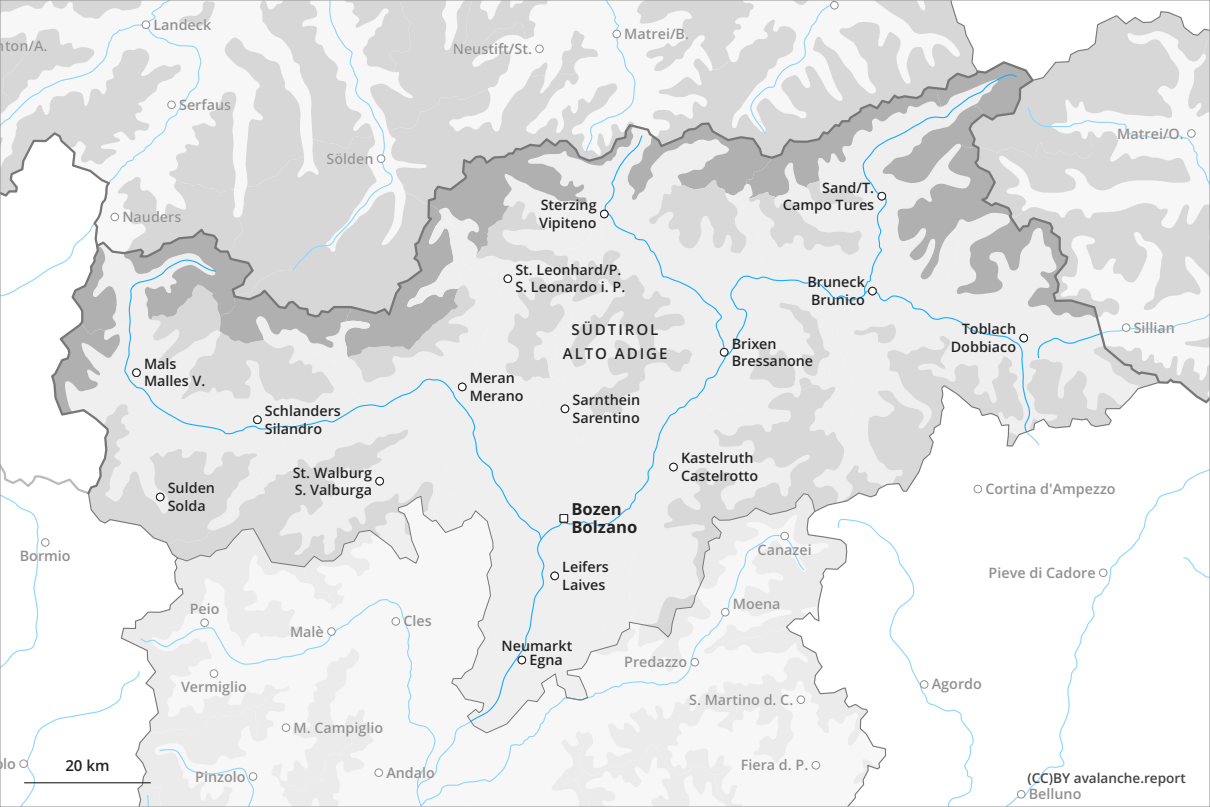 Landeck
Matrei/B.
Neustift/St.
Serfaus
Matrei/O.
Sölden
Nauders
Sand/T.
Campo Tures
Sterzing
Vipiteno
St. Leonhard/P.
S. Leonardo i. P.
Bruneck
Brunico
SÜDTIROL
ALTO ADIGE
Toblach
Dobbiaco
Sillian
Brixen
Bressanone
Mals
Malles V.
Meran
Merano
Schlanders
Silandro
Sarnthein
Sarentino
Kastelruth
Castelrotto
St. Walburg
S. Valburga
Sulden
Solda
Cortina d'Ampezzo
Bozen
Bolzano
Bormio
Canazei
Leifers
Laives
Pieve di Cadore
Peio
Moena
Malè
Cles
Neumarkt
Egna
Predazzo
Vermiglio
Agordo
S. Martino d. C.
M. Campiglio
20 km
Fiera d. P.
Pinzolo
Andalo
(CC)BY avalanche.report
Belluno